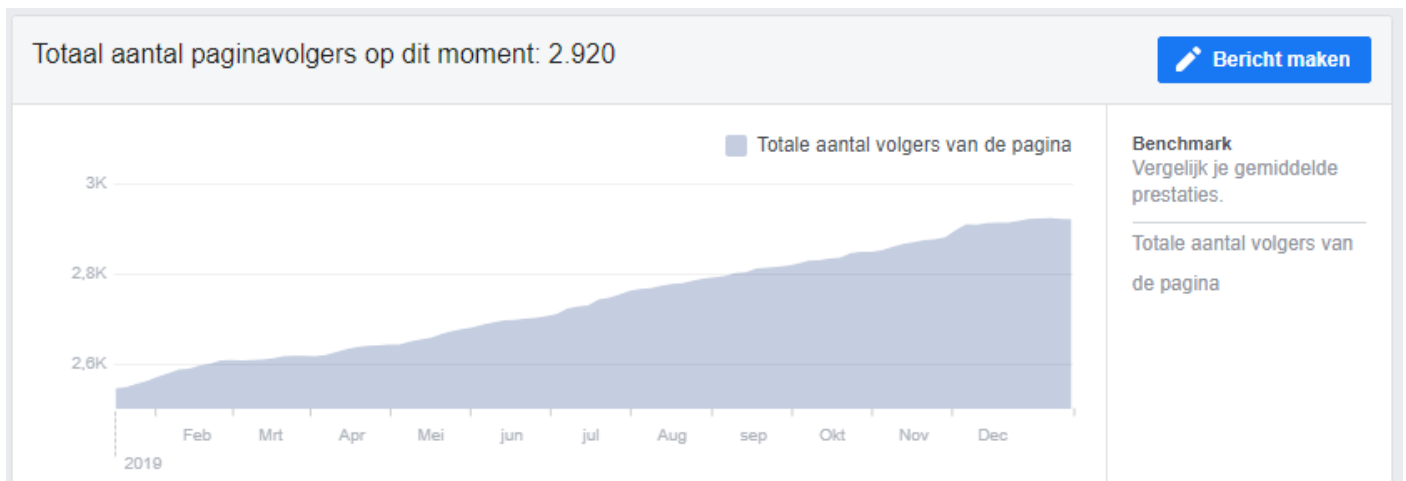 Totaal aantal paginavolgers op dit moment: 2.920
Bericht maken
Totale aantal volgers van de pagina
Benchmark
Vergelijk je gemiddelde
prestaties.
Totale aantal volgers van
de pagina
3K
2,8K
2,6K
Feb Mrt Apr Mei jun jul Aug sep Okt Nov Dec
2019